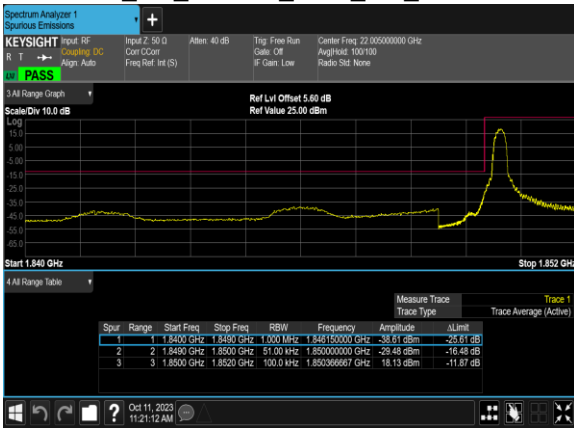 Spectrum Analyzer 1
Spurious Emissions
+
KEYSIGHT Input: RF Input Z: 50 Ω Atten: 40 dB Trig: Free Run Center Freq: 22.005000000 GHz
R T Coupling: DC Corr CCorr Gate: Off Avg|Hold: 100/100
Align: Auto Freq Ref: Int (S) IF Gain: Low Radio Std: None
PASS
3 All Range Graph
Ref Lvl Offset 5.60 dB
Scale/Div 10.0 dB Ref Value 25.00 dBm
Log
15.0
5.00
-5.00
-15.0
-25.0
-35.0
-45.0
-55.0
-65.0
Start 1.840 GHz Stop 1.852 GHz
4 All Range Table
Measure Trace Trace 1
Trace Type Trace Average (Active)
Spur Range Start Freq Stop Freq RBW Frequency Amplitude ΔLimit
1 1 1.8400 GHz 1.8490 GHz 1.000 MHz 1.846150000 GHz -38.61 dBm -25.61 dB
2 2 1.8490 GHz 1.8500 GHz 51.00 kHz 1.850000000 GHz -29.48 dBm -16.48 dB
3 3 1.8500 GHz 1.8520 GHz 100.0 kHz 1.850366667 GHz 18.13 dBm -11.87 dB
? Oct 11, 2023
11:21:12 AM